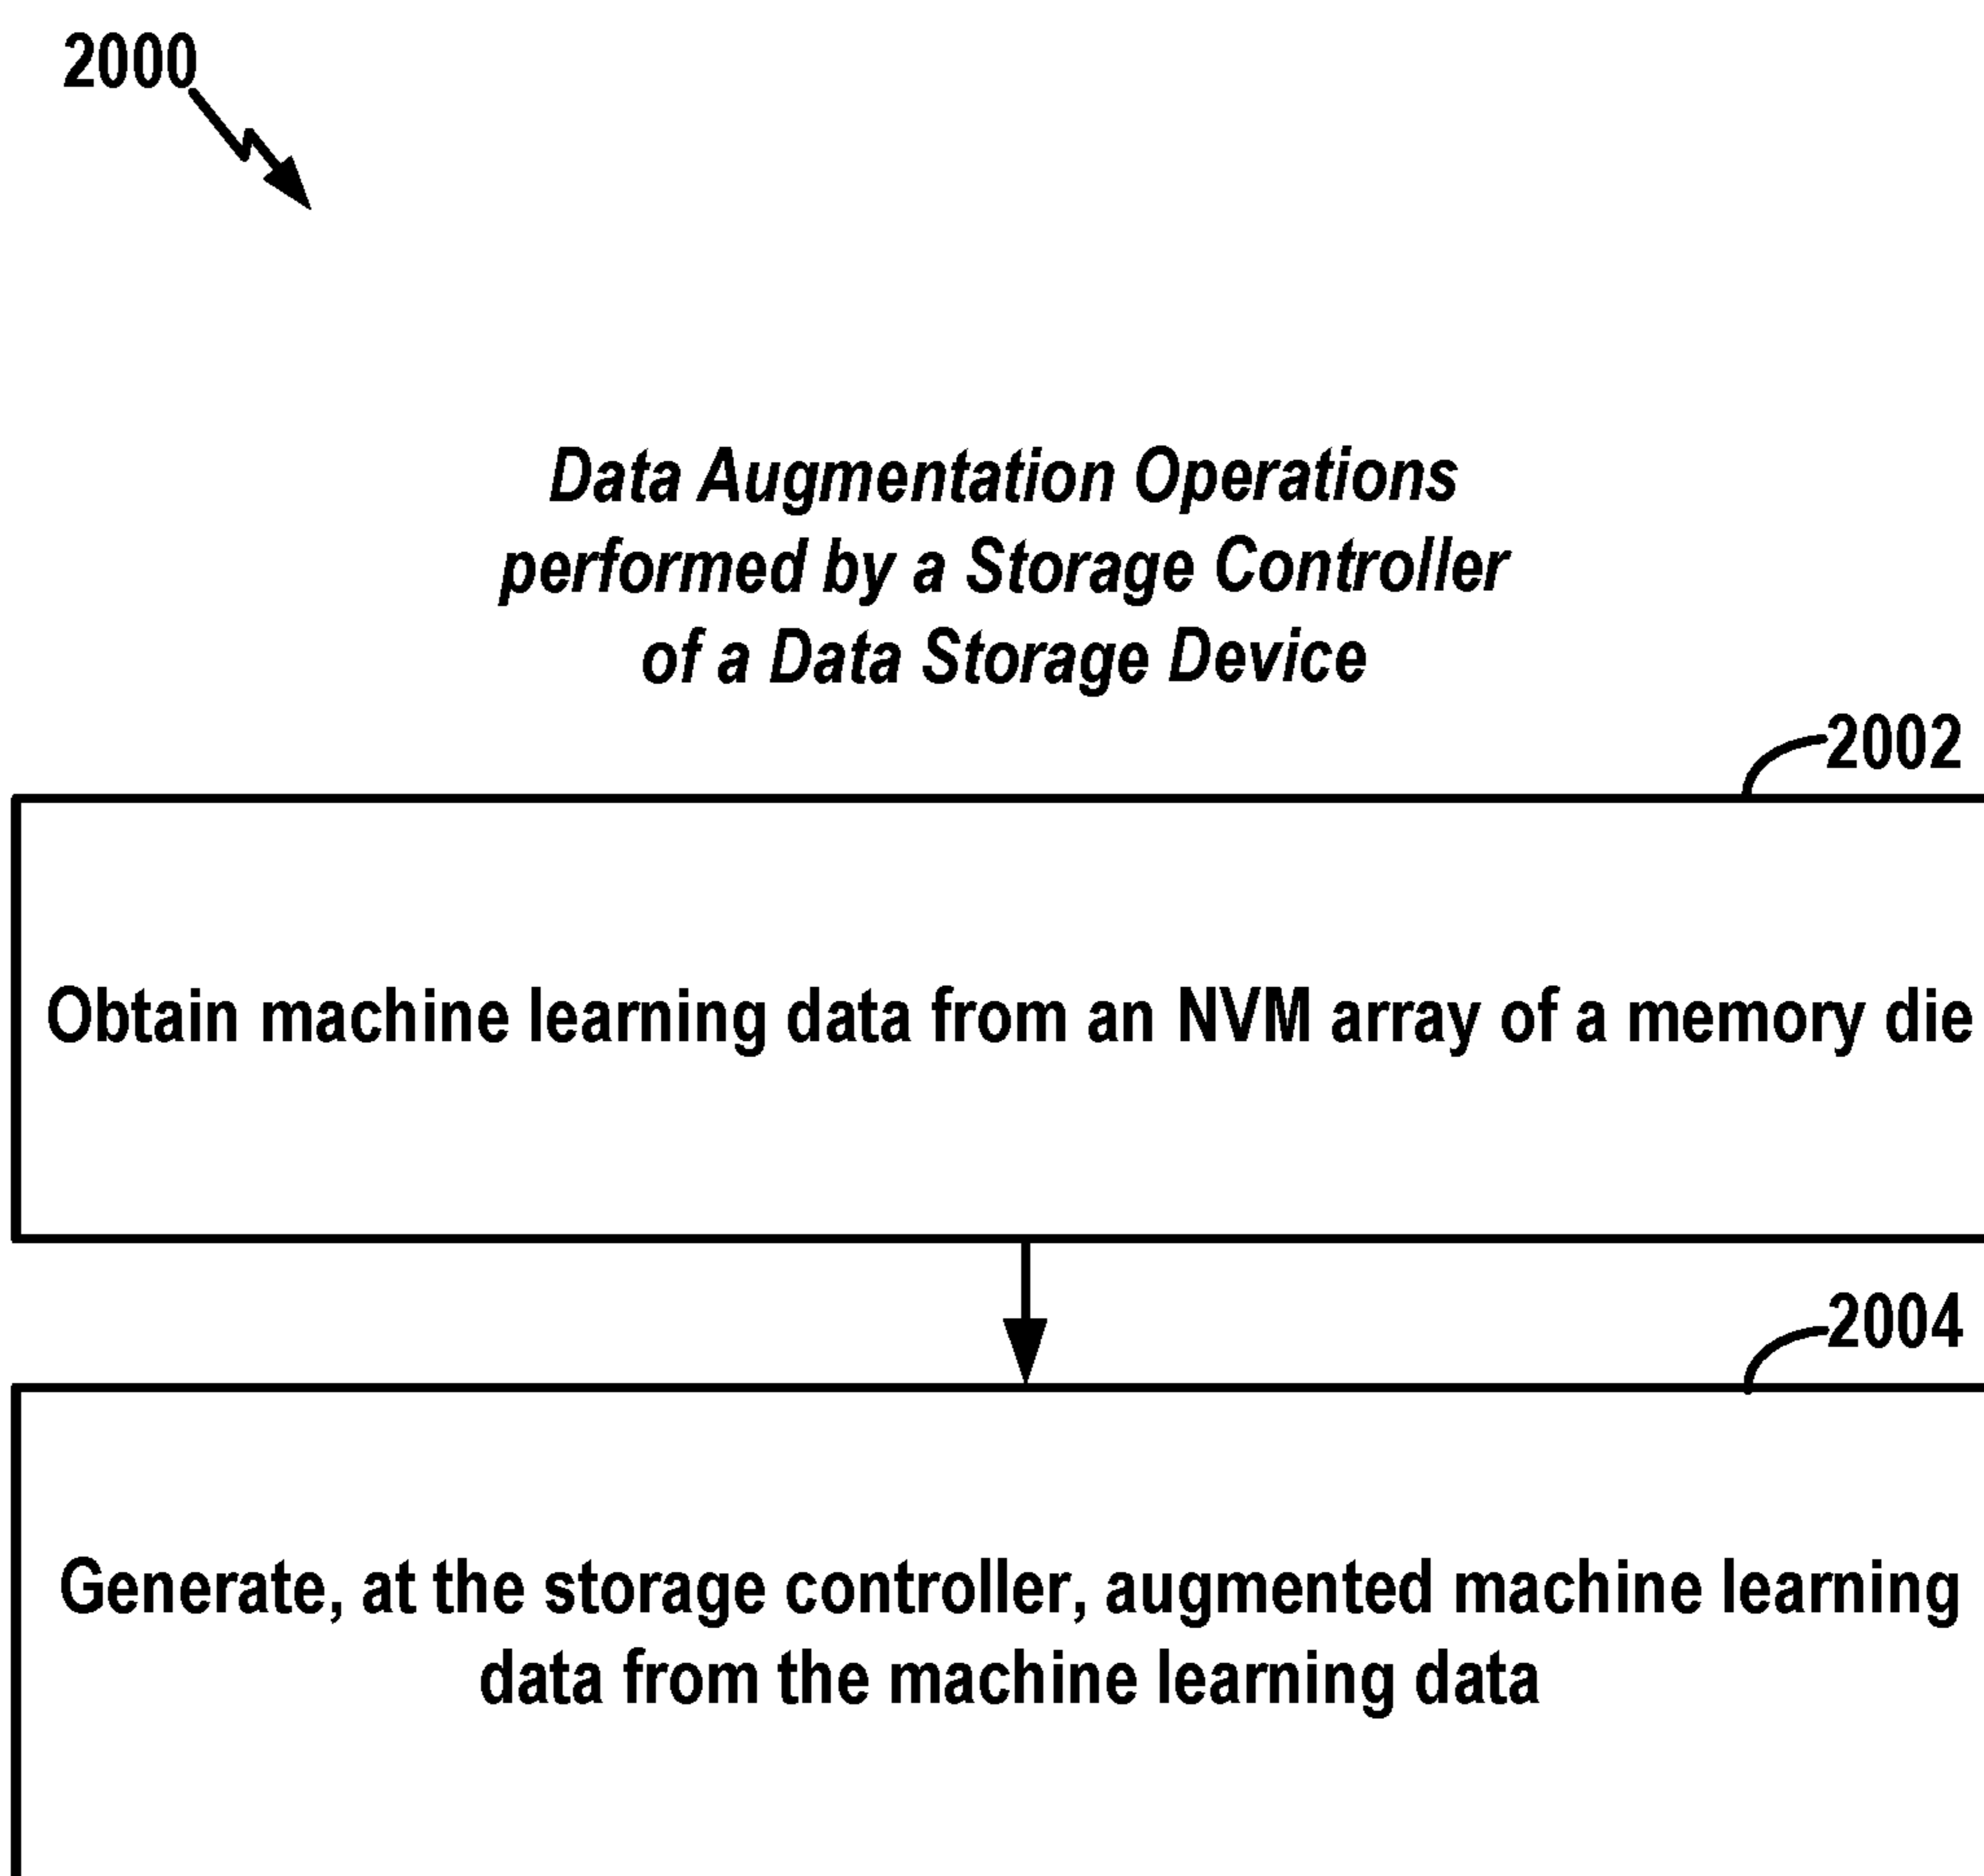 2000
Data Augmentation Operations
performed by a Storage Controller
of a Data Storage Device
2002
Obtain machine learning data from an NVM array of a memory die
2004
Generate, at the storage controller, augmented machine learning
data from the machine learning data